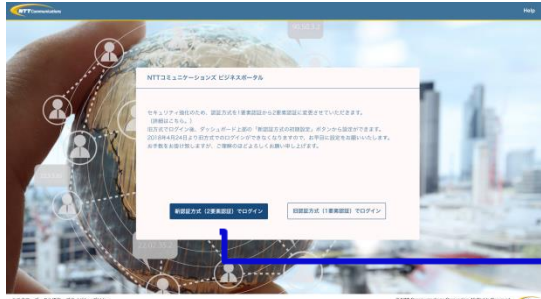 NTT Communications
Help
NTTコミュニケーションズ ビジネスポータル
セキュリティ強化のため、認証方式を1要素認証から2要素認証に変更させていただきます。
(詳細はこちら。)
旧方式でログイン後、ダッシュボード上部の「新認証方式の初期設定」ボタンから設定ができます。
2018年4月24日より旧方式でのログインができなくなりますので、お早目に設定をお願いいたします。
お手数をお掛け致しますが、ご理解のほどよろしくお願い申し上げます。
新認証方式(2要素認証)でログイン
旧認証方式(1要素認証)でログイン